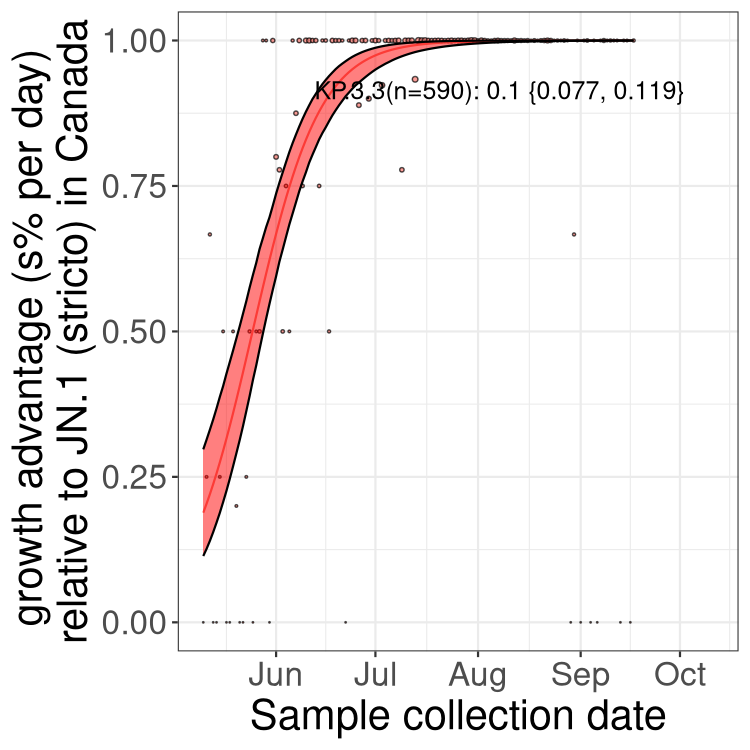 growth advantage (s% per day)
relative to JN.1 (stricto) in Canada
1.00
0.75
0.50
0.25
0.00
KP.3.3(n=590): 0.1 {0.077, 0.119}
Jun Jul Aug Sep Oct
Sample collection date